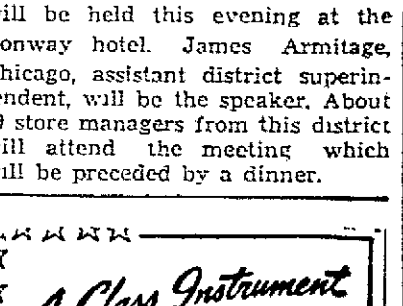 ill be held this evening at the
onway hotel. James Armitage,
hicago, assistant district superin-
endent, will be the speaker. About
store managers from this district
ill attend the meeting which
ill be preceded by a dinner.
A Class Instrument